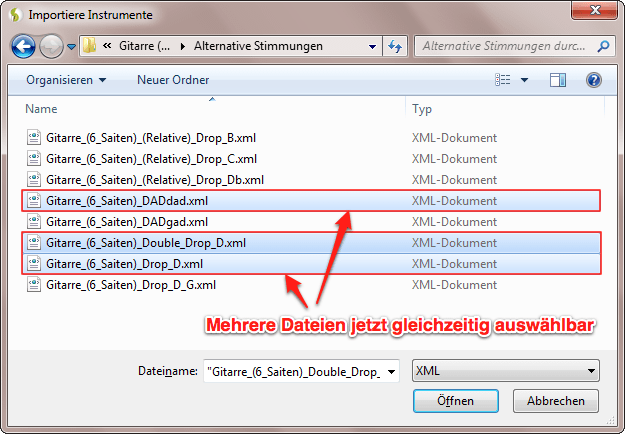 Importiere Instrumente
« Gitarre (... ▸ Alternative Stimmungen
Alternative Stimmungen durc...
Organisieren Neuer Ordner
Name Typ
Gitarre_(6_Saiten)_(Relative)_Drop_B.xml XML-Dokument
Gitarre_(6_Saiten)_(Relative)_Drop_C.xml XML-Dokument
Gitarre_(6_Saiten)_(Relative)_Drop_Db.xml XML-Dokument
Gitarre_(6_Saiten)_DADdad.xml XML-Dokument
Gitarre_(6_Saiten)_DADgad.xml XML-Dokument
Gitarre_(6_Saiten)_Double_Drop_D.xml XML-Dokument
Gitarre_(6_Saiten)_Drop_D.xml XML-Dokument
Gitarre_(6_Saiten)_Drop_D_G.xml XML-Dokument
Mehrere Dateien jetzt gleichzeitig auswählbar
Dateiname: "Gitarre_(6_Saiten)_Double_Drop_ XML
Öffnen Abbrechen